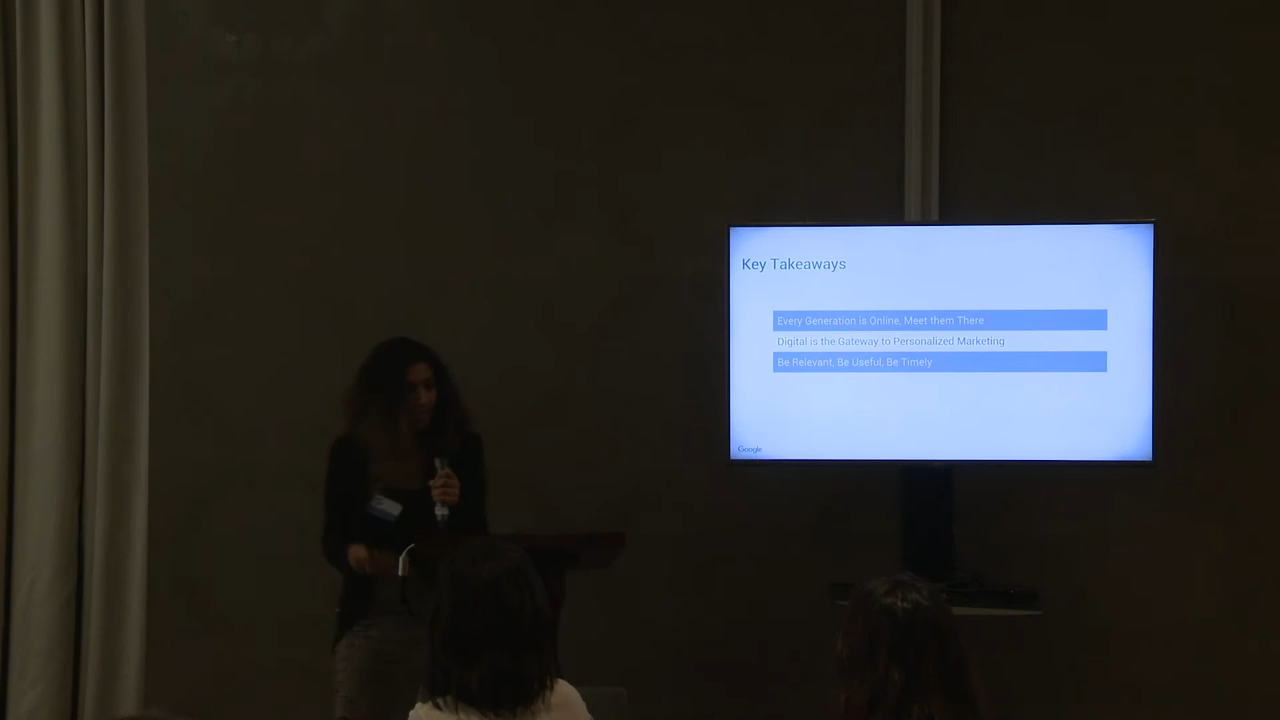 Key Takeaways
Every Generation is Online, Meet them There
Digital is the Gateway to Personalized Marketing
Be Relevant, Be Useful, Be Timely
Google